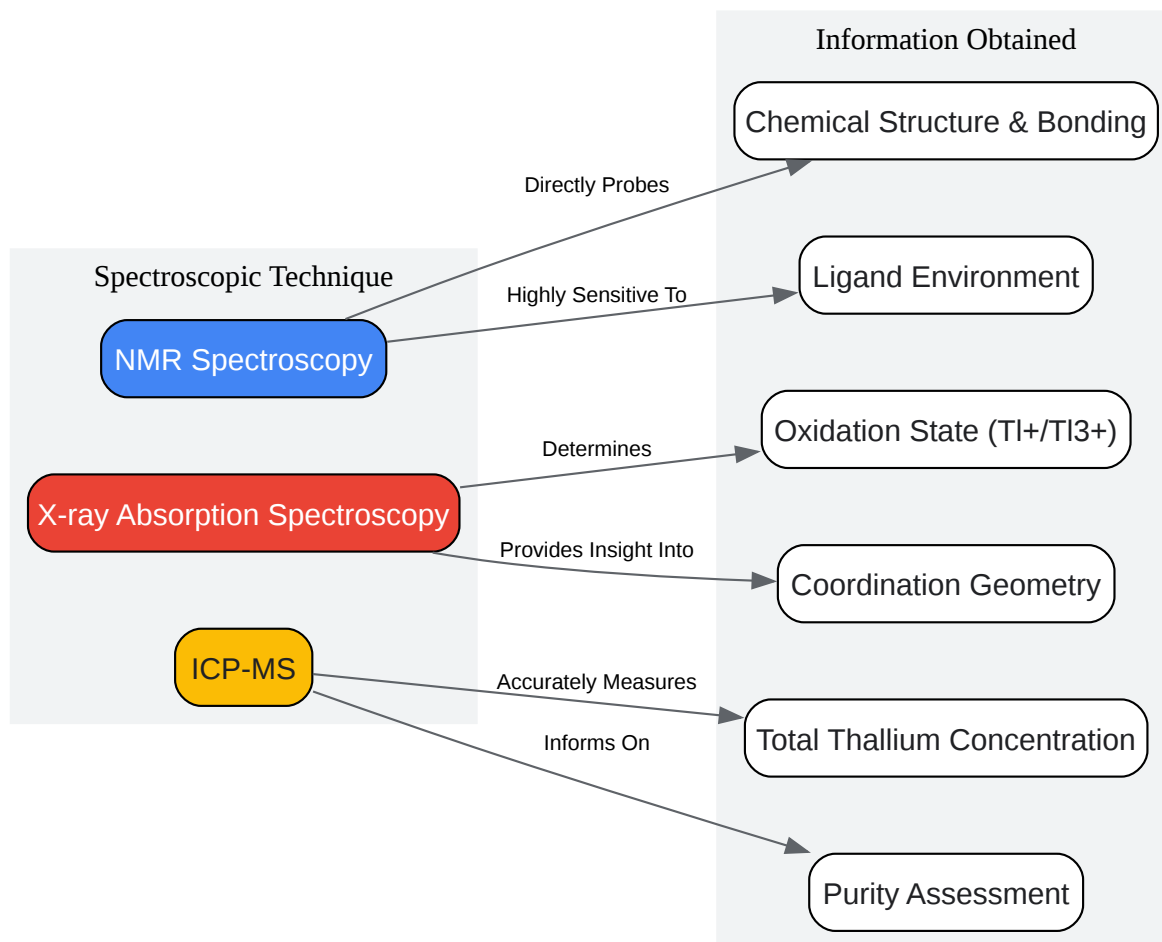 Information Obtained
Chemical Structure & Bonding
Directly Probes
Spectroscopic Technique
Highly Sensitive To
Ligand Environment
NMR Spectroscopy
Determines
Oxidation State (Tl+/Tl3+)
X-ray Absorption Spectroscopy
Provides Insight Into
Coordination Geometry
ICP-MS
Accurately Measures
Total Thallium Concentration
Informs On
Purity Assessment